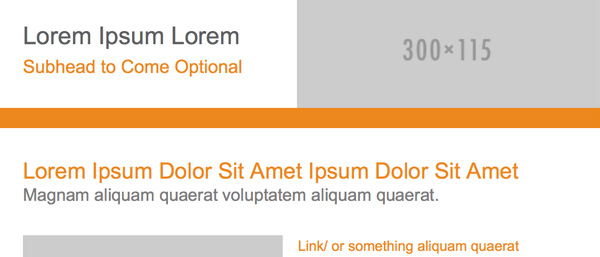 Lorem Ipsum Lorem
Subhead to Come Optional
300×115
Lorem Ipsum Dolor Sit Amet Ipsum Dolor Sit Amet
Magnam aliquam quaerat voluptatem aliquam quaerat.
Link/ or something aliquam quaerat